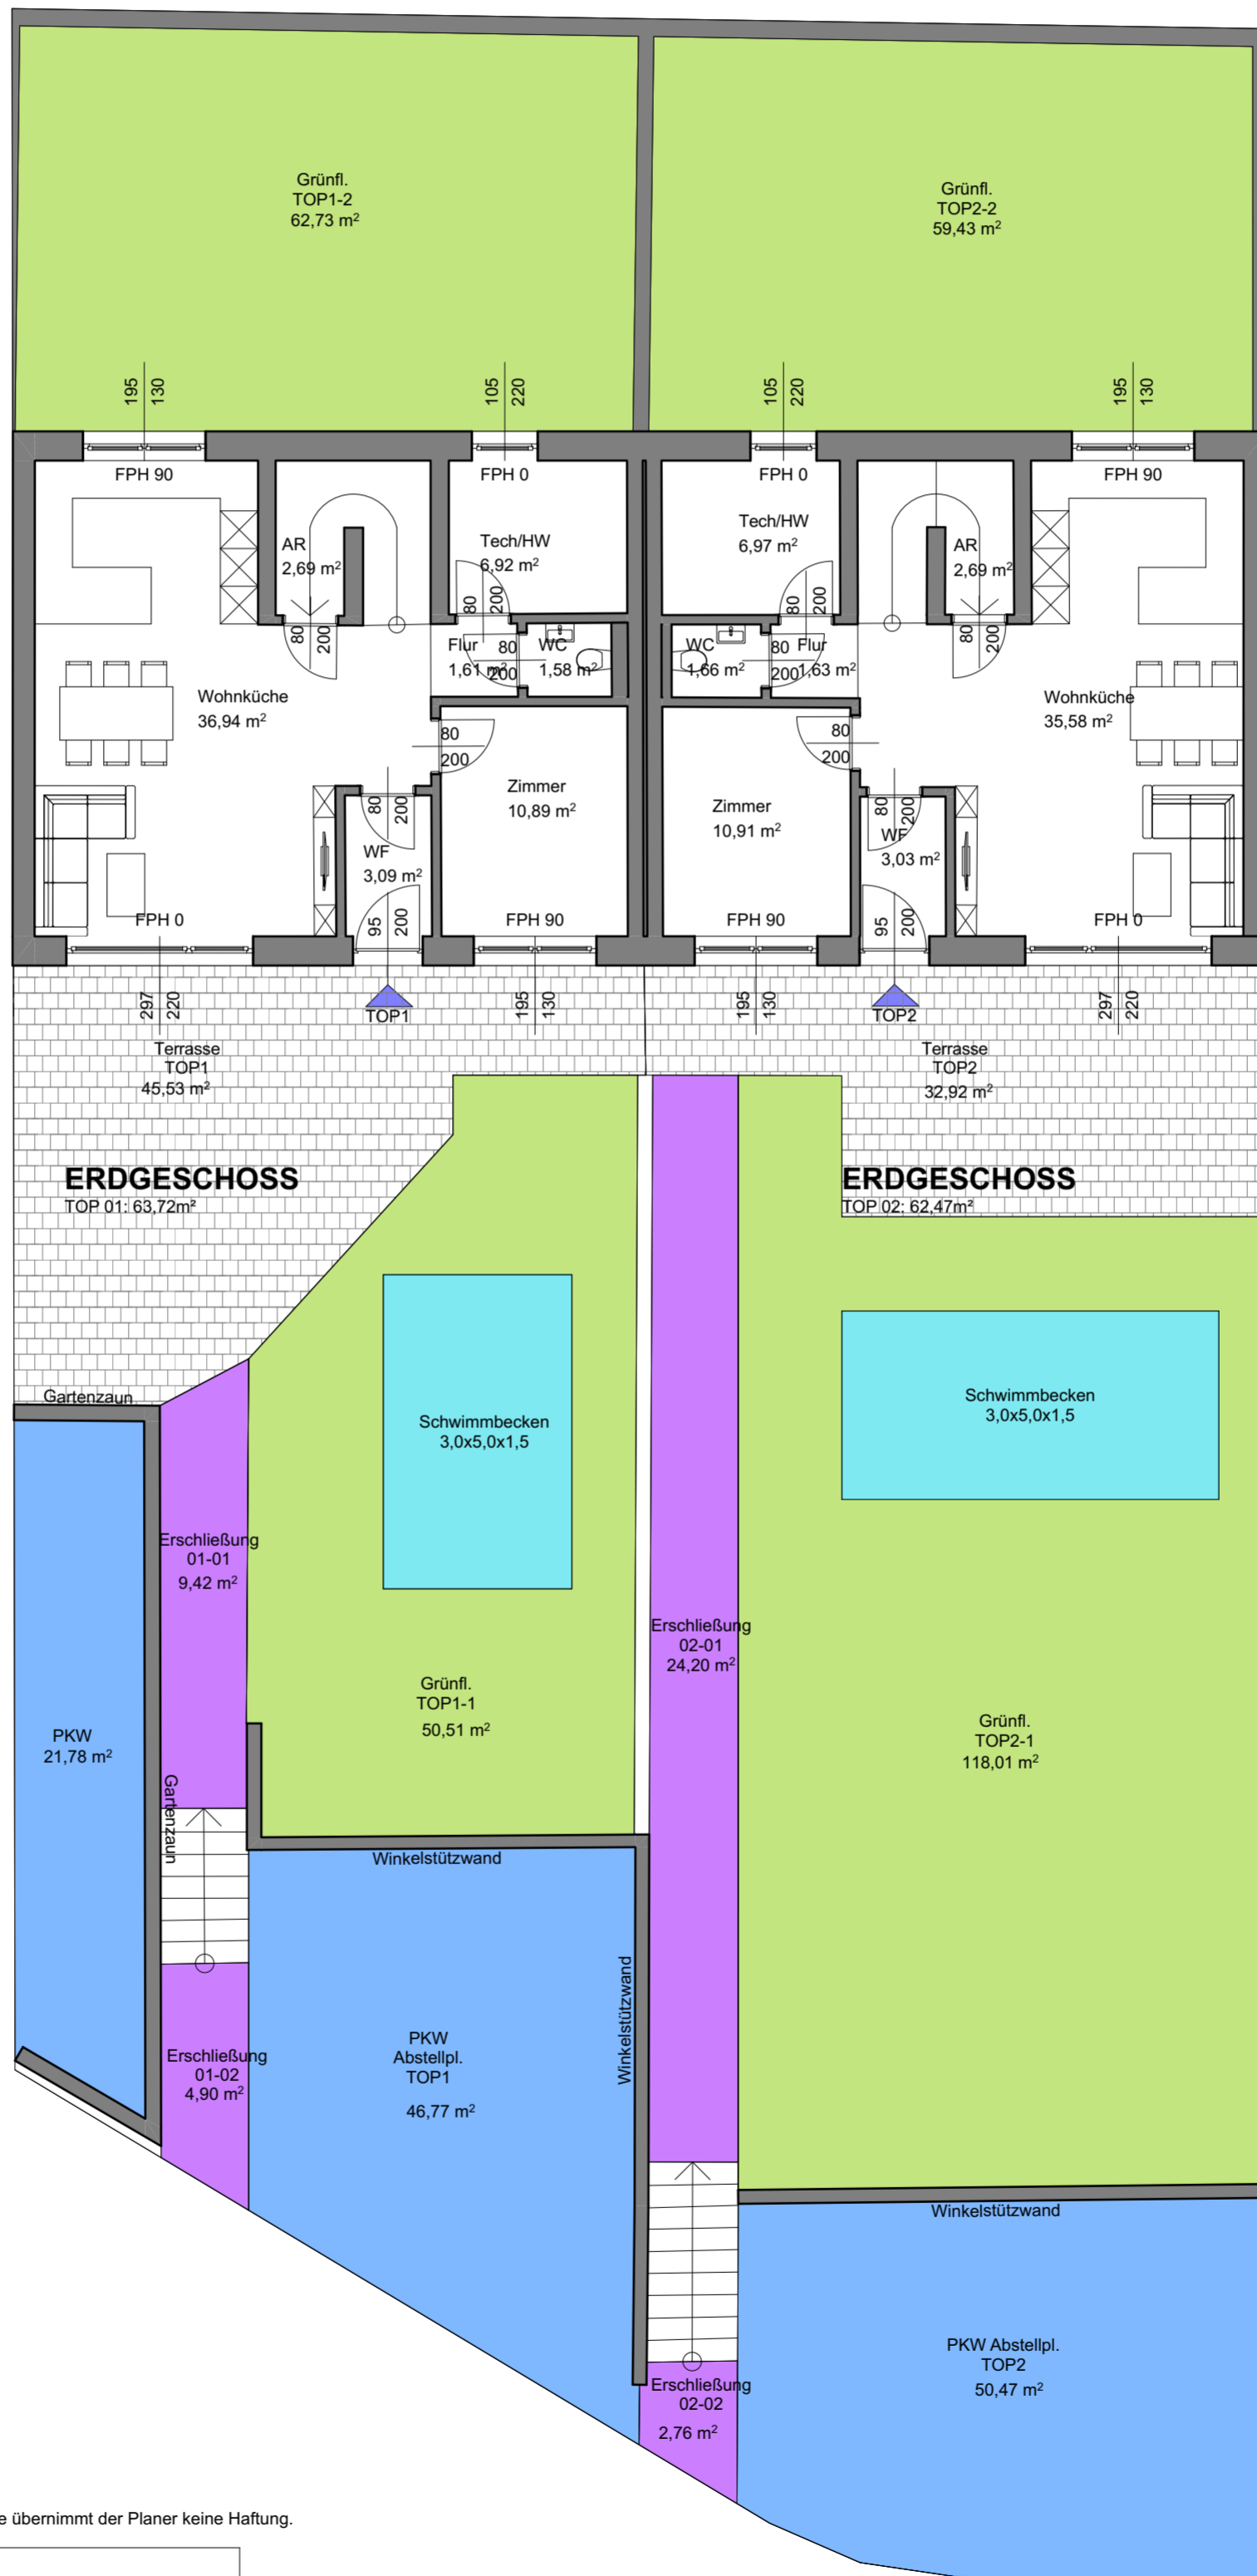 Grünfl.
TOP1-2
62,73 m²
Grünfl.
TOP2-2
59,43 m²
195
130
105
220
105
220
195
130
FPH 90
FPH 0
FPH 0
FPH 90
AR
2,69 m²
Tech/HW
6,92 m²
Tech/HW
6,97 m²
AR
2,69 m²
80
200
80
200
80
200
80
200
Flur
1,61 m²
80
200
WC
1,58 m²
WC
1,66 m²
80
200
Flur
1,63 m²
Wohnküche
36,94 m²
Wohnküche
35,58 m²
80
200
80
200
Zimmer
10,89 m²
Zimmer
10,91 m²
80
200
WF
3,09 m²
80
200
WF
3,03 m²
95
200
95
200
FPH 0
FPH 90
FPH 90
FPH 0
297
220
TOP1
195
130
195
130
TOP2
297
220
Terrasse
TOP1
45,53 m²
Terrasse
TOP2
32,92 m²
ERDGESCHOSS
TOP 01: 63,72m²
ERDGESCHOSS
TOP 02: 62,47m²
Gartenzaun
Schwimmbecken
3,0x5,0x1,5
Schwimmbecken
3,0x5,0x1,5
Erschließung
01-01
9,42 m²
Erschließung
02-01
24,20 m²
Grünfl.
TOP1-1
50,51 m²
Grünfl.
TOP2-1
118,01 m²
PKW
21,78 m²
Gartenzaun
Winkelstützwand
Winkelstützwand
PKW
Abstellpl.
TOP1
46,77 m²
Erschließung
01-02
4,90 m²
Winkelstützwand
PKW Abstellpl.
TOP2
50,47 m²
Erschließung
02-02
2,76 m²
e übernimmt der Planer keine Haftung.